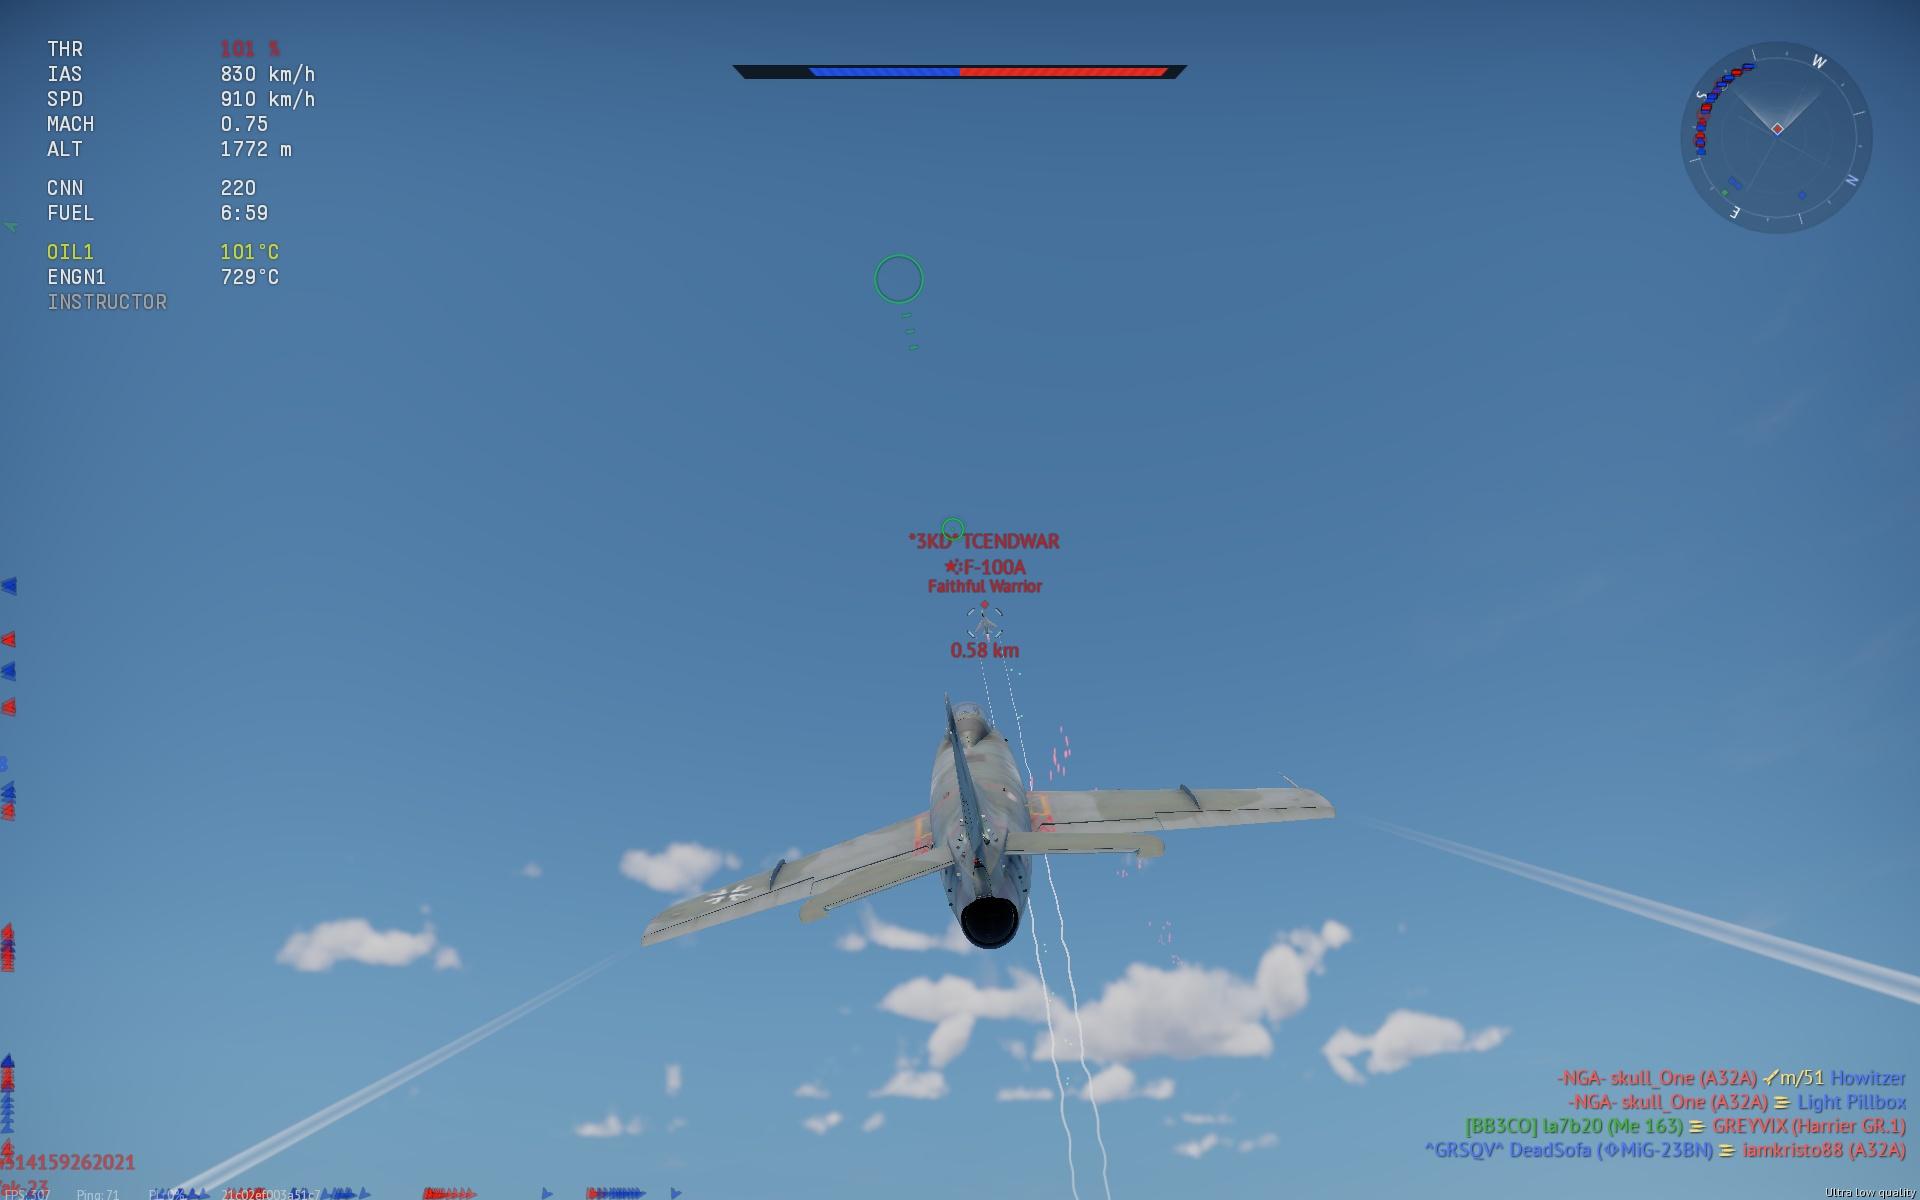 THR 101 %
IAS 830 km/h
SPD 910 km/h
MACH 0.75
ALT 1772 m
CNN 220
FUEL 6:59
OIL1 101°C
ENGN1 729°C
INSTRUCTOR
W
S
N
E
*3KD* TCENDWAR
F-100A
Faithful Warrior
0.58 km
-NGA- skull_One (A32A) m/51 Howitzer
-NGA- skull_One (A32A) Light Pillbox
[BB3CO] la7b20 (Me 163) GREYVIX (Harrier GR.1)
^GRSQV^ DeadSofa (MiG-23BN) iamkristo88 (A32A)
Ping: 71
21c02ef003a51c7
Ultra low quality